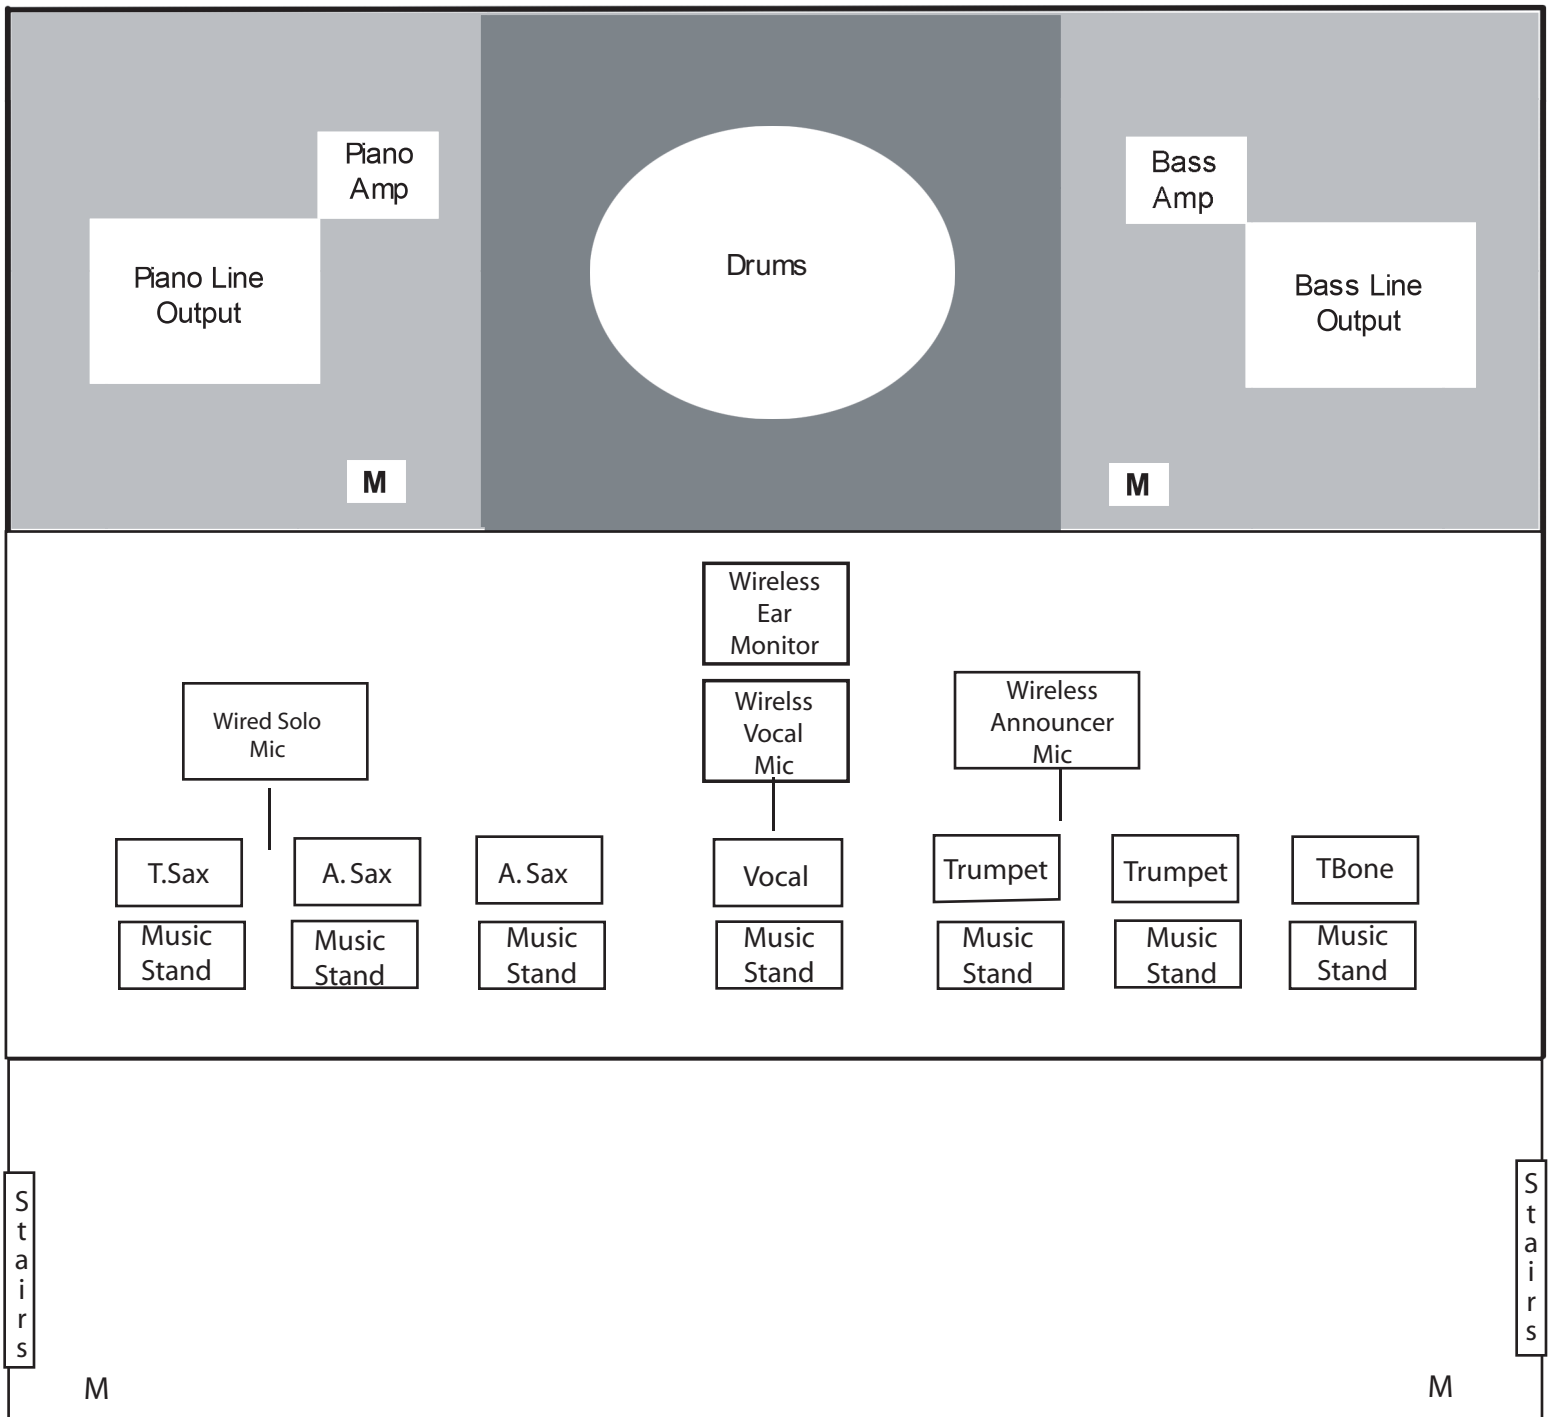 Piano
Amp
Piano Line
Output
Drums
Bass
Amp
Bass Line
Output
M
M
Wireless
Ear
Monitor
Wired Solo
Mic
Wirelss
Vocal
Mic
Wireless
Announcer
Mic
T.Sax
A. Sax
A. Sax
Vocal
Trumpet
Trumpet
TBone
Music
Stand
Music
Stand
Music
Stand
Music
Stand
Music
Stand
Music
Stand
Music
Stand
Stairs
Stairs
M
M